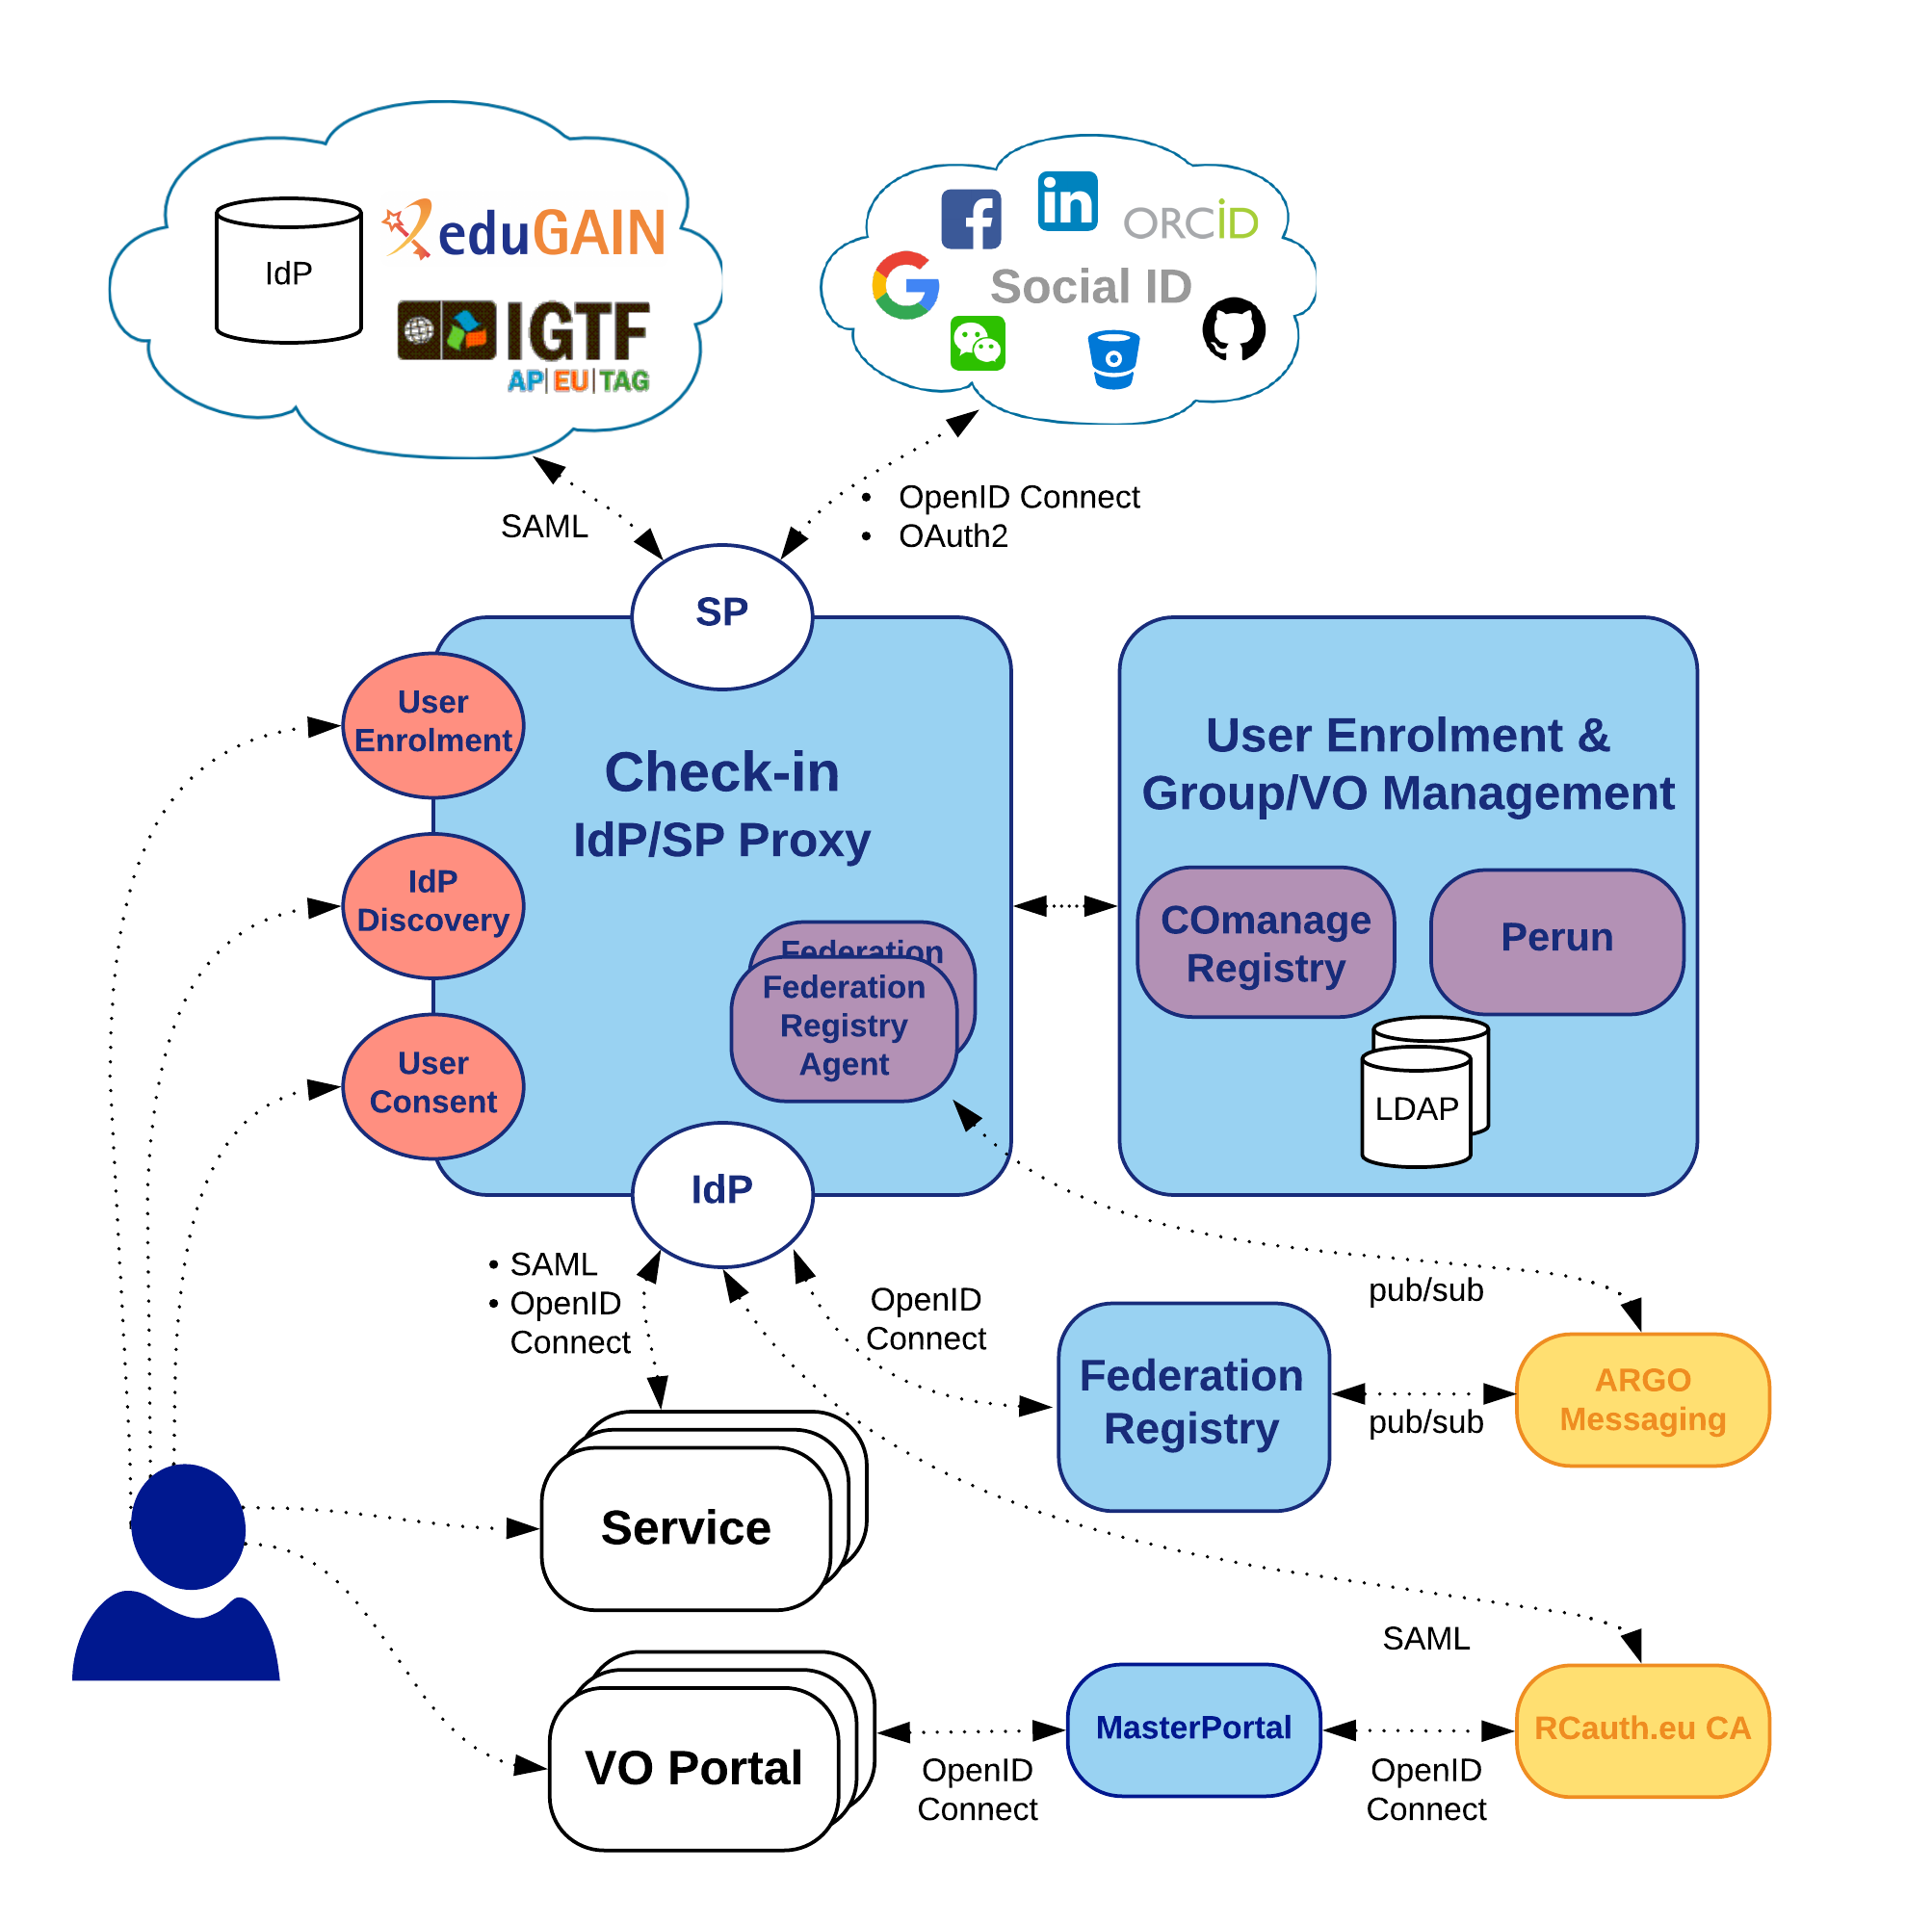 IdP
eduGAIN
IGTF
AP|EU|TAG
in
ORCiD
Social ID
SAML
• OpenID Connect
• OAuth2
SP
User
Enrolment
Check-in
IdP/SP Proxy
IdP
Discovery
User
Consent
Federation
Federation
Registry
Agent
IdP
User Enrolment &
Group/VO Management
COmanage
Registry
Perun
LDAP
• SAML
• OpenID
Connect
OpenID
Connect
pub/sub
Federation
Registry
pub/sub
ARGO
Messaging
Service
SAML
VO Portal
OpenID
Connect
MasterPortal
OpenID
Connect
RCauth.eu CA